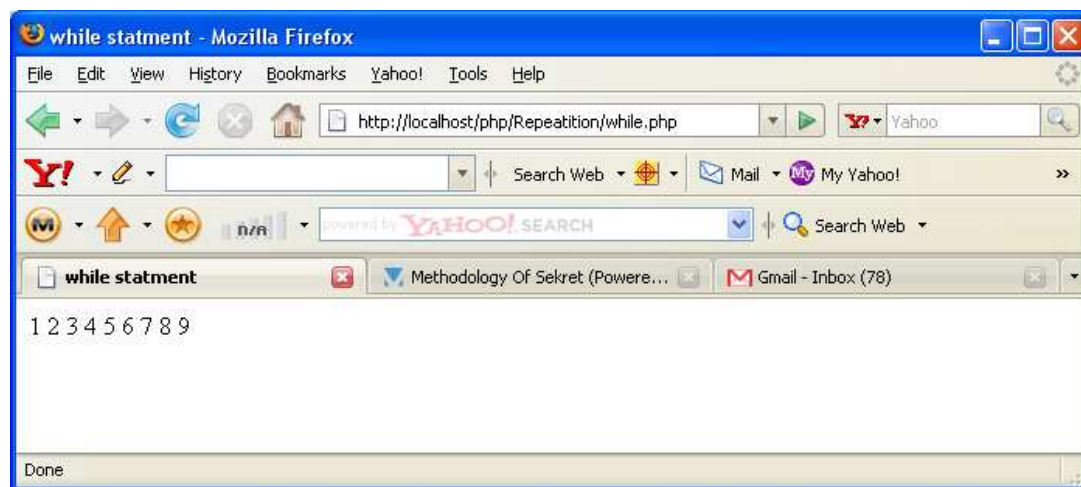 while statment - Mozilla Firefox
File Edit View History Bookmarks Yahoo! Tools Help
http://localhost/php/Repeatition/while.php Y! Yahoo
Y! Search Web Mail My My Yahoo! »
M n/a powered by YAHOO! SEARCH Search Web
while statment Methodology Of Sekret (Powere... Gmail - Inbox (78)
1 2 3 4 5 6 7 8 9
Done